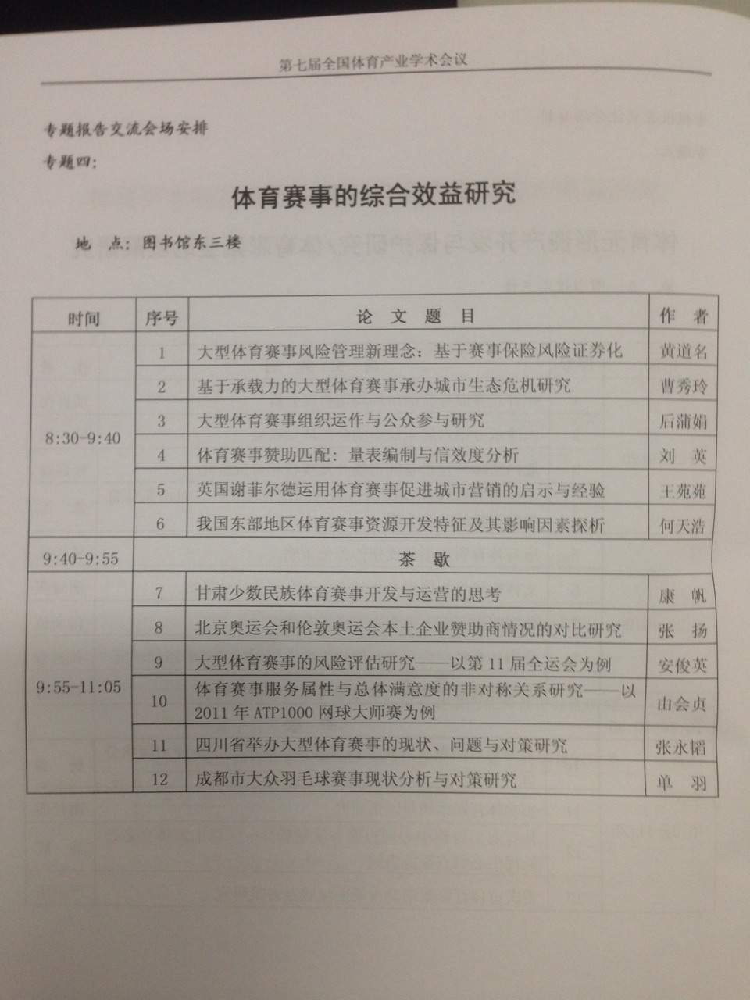 第七届全国体育产业学术会议
专题报告交流会场安排
专题四：
体育赛事的综合效益研究
地 点：图书馆东三楼
时间 序号 论 文 题 目 作 者
8:30-9:40
1 大型体育赛事风险管理新理念：基于赛事保险风险证券化 黄道名
2 基于承载力的大型体育赛事承办城市生态危机研究 曹秀玲
3 大型体育赛事组织运作与公众参与研究 后蒲娟
4 体育赛事赞助匹配：量表编制与信效度分析 刘 英
5 英国谢菲尔德运用体育赛事促进城市营销的启示与经验 王苑苑
6 我国东部地区体育赛事资源开发特征及其影响因素探析 何天浩
9:40-9:55 茶 歇
9:55-11:05
7 甘肃少数民族体育赛事开发与运营的思考 康 帆
8 北京奥运会和伦敦奥运会本土企业赞助商情况的对比研究 张 扬
9 大型体育赛事的风险评估研究——以第 11 届全运会为例 安俊英
10 体育赛事服务属性与总体满意度的非对称关系研究——以
2011 年 ATP1000 网球大师赛为例 由会贞
11 四川省举办大型体育赛事的现状、问题与对策研究 张永韬
12 成都市大众羽毛球赛事现状分析与对策研究 单 羽